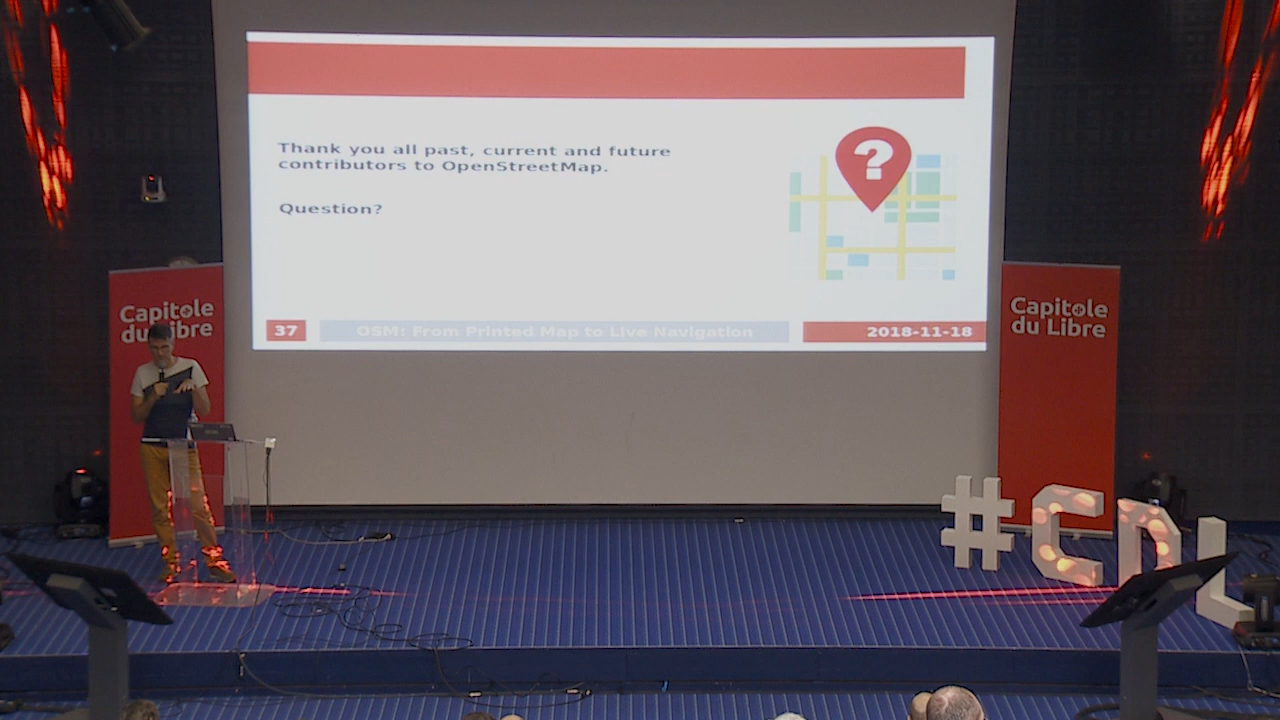 Thank you all past, current and future
contributors to OpenStreetMap.
Question?
?
37
OSM: From Printed Map to Live Navigation
2018-11-18
Capitole
du Libre
Capitole
du Libre
#CDL